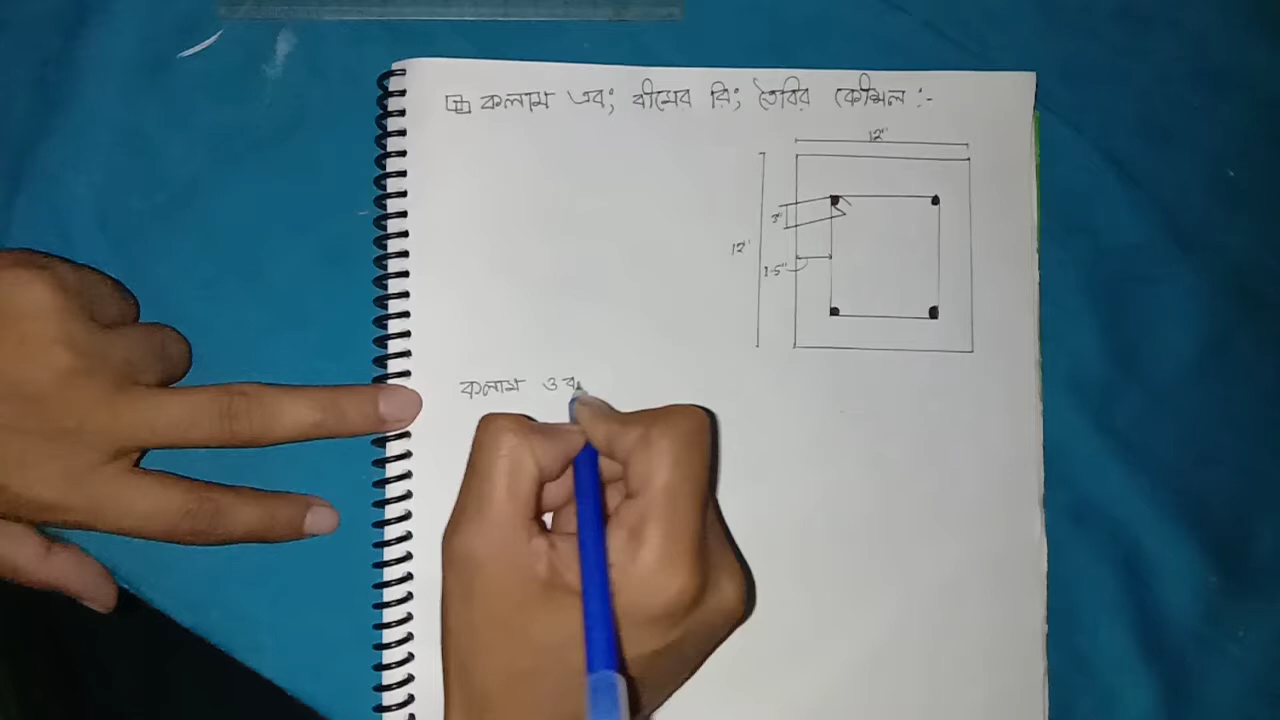 কলাম এবং বীমের রিং তৈরির কৌশল :-
12"
3"
12"
1.5"
কলাম ও ব